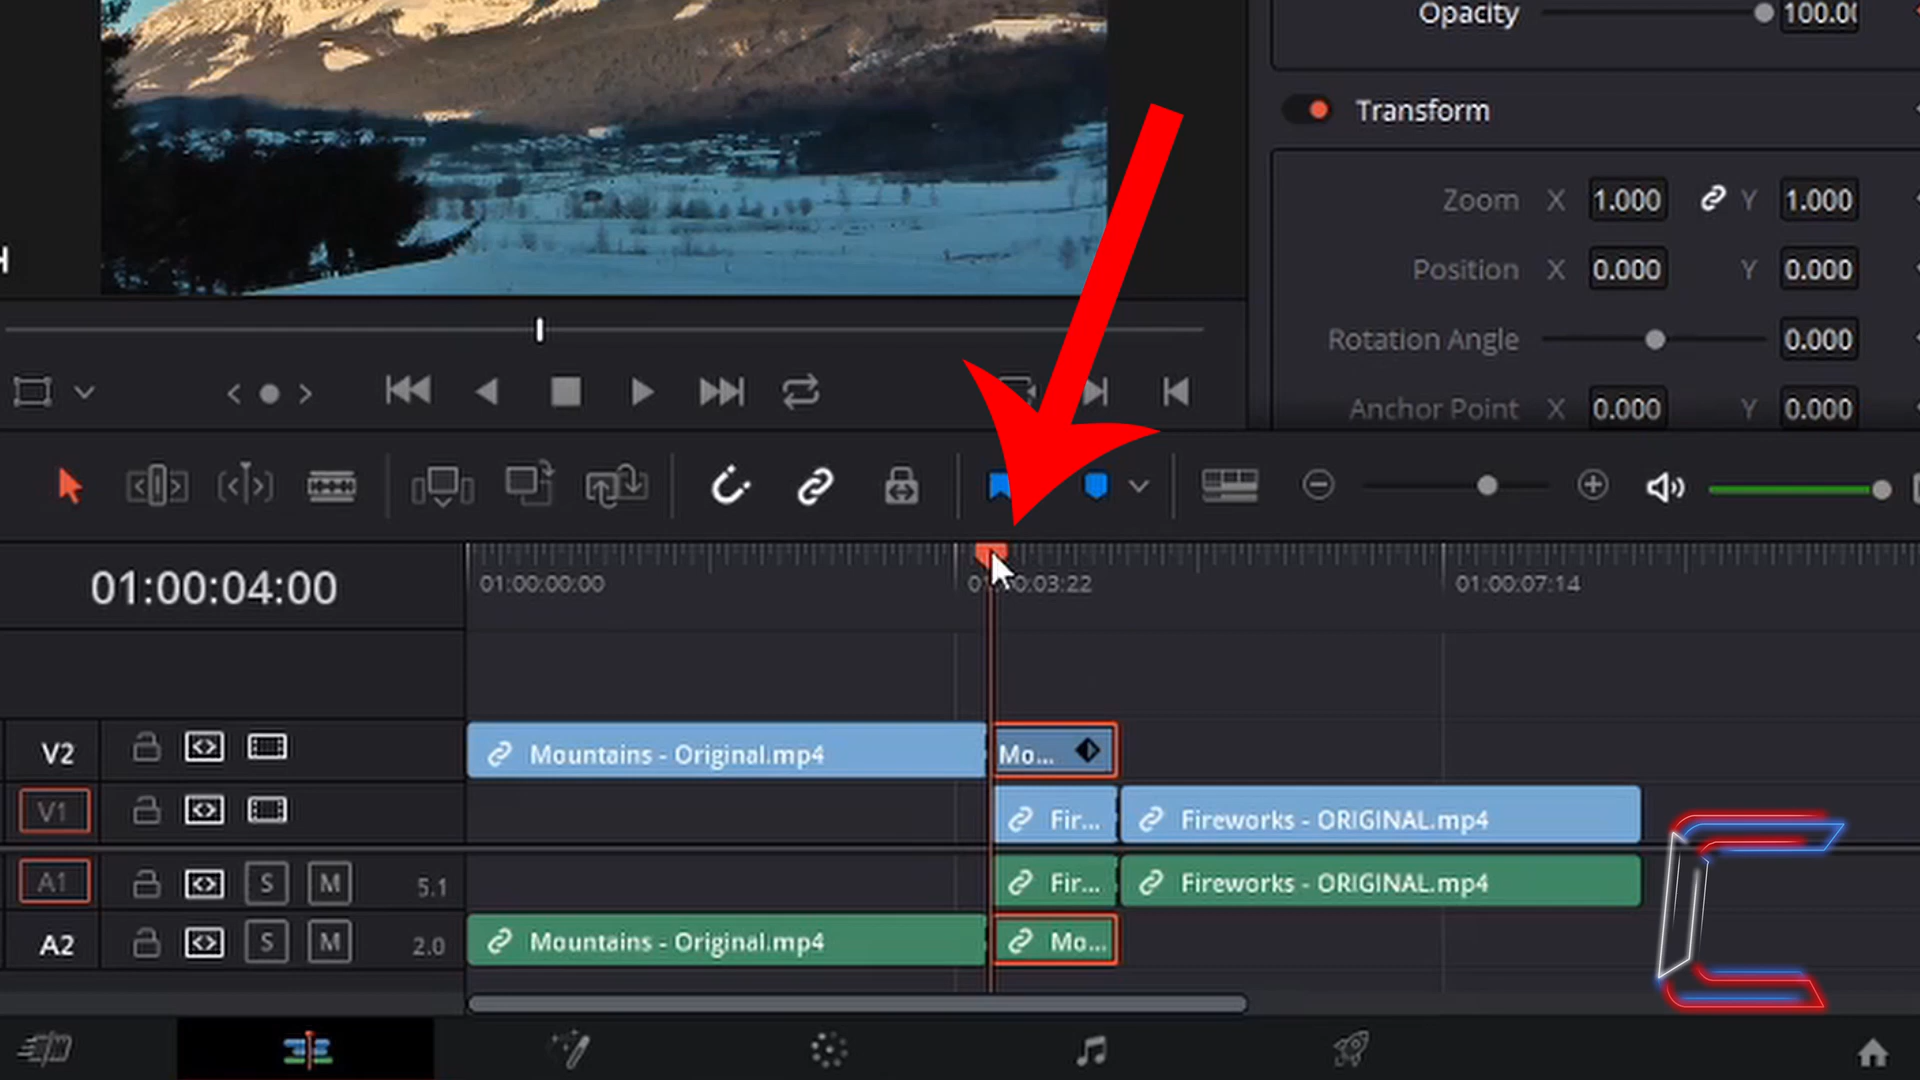 Opacity 100.0
Transform
Zoom X 1.000 Y 1.000
Position X 0.000 Y 0.000
Rotation Angle 0.000
Anchor Point X 0.000 Y 0.000
01:00:04:00
01:00:00:00
03:22
01:00:07:14
V2
Mountains - Original.mp4
Mo...
V1
Fir...
Fireworks - ORIGINAL.mp4
A1 S M 5.1
Fir...
Fireworks - ORIGINAL.mp4
A2 S M 2.0
Mountains - Original.mp4
Mo...